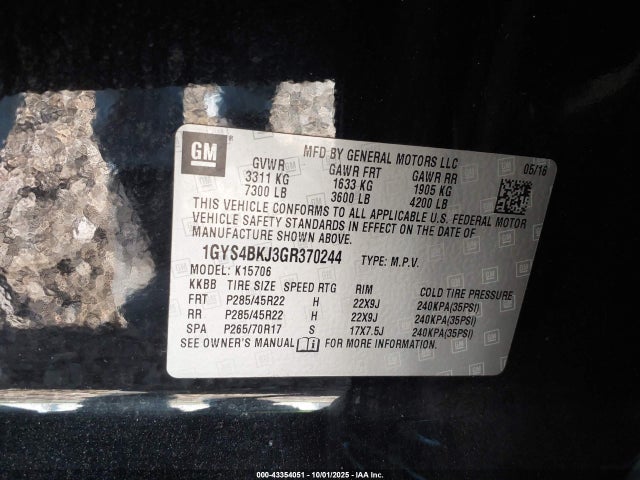 GM
MFD BY GENERAL MOTORS LLC
05/16
GVWR GAWR FRT GAWR RR
3311 KG 1633 KG 1905 KG
7300 LB 3600 LB 4200 LB
THIS VEHICLE CONFORMS TO ALL APPLICABLE U.S. FEDERAL MOTOR
VEHICLE SAFETY STANDARDS IN EFFECT ON THE DATE OF
MANUFACTURE SHOWN ABOVE.
1GYS4BKJ3GR370244 TYPE: M.P.V.
MODEL: K15706
KKBB TIRE SIZE SPEED RTG RIM COLD TIRE PRESSURE
FRT P285/45R22 H 22X9J 240KPA(35PSI)
RR P285/45R22 H 22X9J 240KPA(35PSI)
SPA P265/70R17 S 17X7.5J 240KPA(35PSI)
SEE OWNER'S MANUAL FOR MORE INFORMATION.
000-43354051 - 10/01/2025 - IAA Inc.